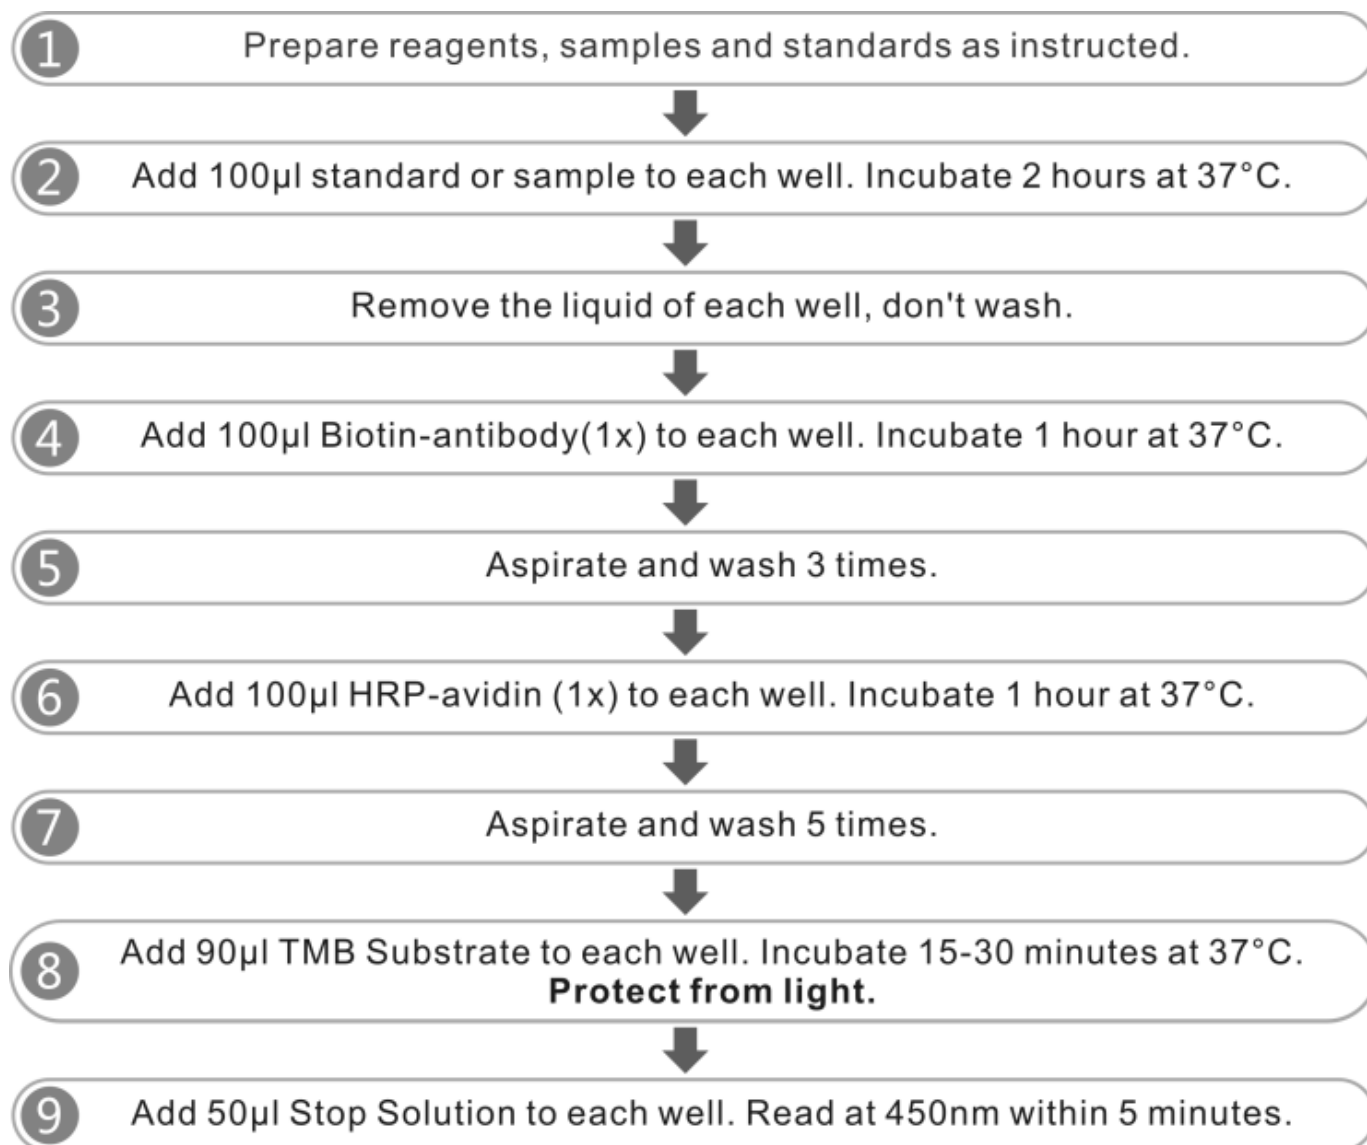 1 Prepare reagents, samples and standards as instructed.
2 Add 100µl standard or sample to each well. Incubate 2 hours at 37°C.
3 Remove the liquid of each well, don't wash.
4 Add 100µl Biotin-antibody(1x) to each well. Incubate 1 hour at 37°C.
5 Aspirate and wash 3 times.
6 Add 100µl HRP-avidin (1x) to each well. Incubate 1 hour at 37°C.
7 Aspirate and wash 5 times.
8 Add 90µl TMB Substrate to each well. Incubate 15-30 minutes at 37°C.
Protect from light.
9 Add 50µl Stop Solution to each well. Read at 450nm within 5 minutes.